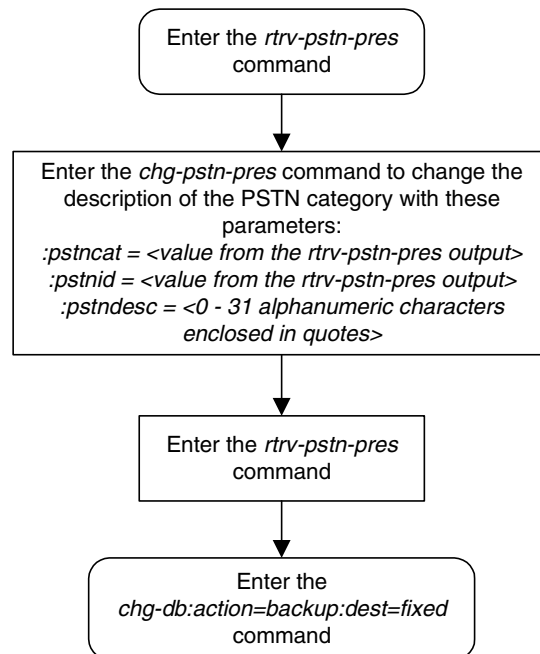 Enter the rtrv-pstn-pres
command
Enter the chg-pstn-pres command to change the
description of the PSTN category with these
parameters:
:pstncat = <value from the rtrv-pstn-pres output>
:pstnid = <value from the rtrv-pstn-pres output>
:pstndesc = <0 - 31 alphanumeric characters
enclosed in quotes>
Enter the rtrv-pstn-pres
command
Enter the
chg-db:action=backup:dest=fixed
command